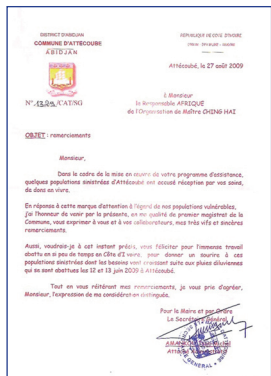 DISTRICT D'ABIDJAN
COMMUNE D'ATTECOUBE
ABIDJAN
REPUBLIQUE DE COTE D'IVOIRE
Attécoubé, le 27 août 2009
N° /CAT/SG
à Monsieur
le Responsable AFRIQUE
de l'Organisation de Maître CHING HAI
OBJET : remerciements
Monsieur,
Dans le cadre de la mise en œuvre de votre programme d'assistance,
quelques populations sinistrées d'Attécoubé ont accusé réception par vos soins,
de dons en vivre.
En réponse à cette marque d'attention à l'égard de nos populations vulnérables,
j'ai l'honneur de venir par la présente, en ma qualité de premier magistrat de la
Commune, vous exprimer à vous et à vos collaborateurs, mes très vifs et sincères
remerciements.
Aussi, voudrais-je à cet instant précis, vous féliciter pour l'immense travail
abattu en si peu de temps en Côte d'Ivoire, pour donner un sourire à ces
populations sinistrées dont les besoins vont croissant suite aux pluies diluviennes
qui se sont abattues les 12 et 13 juin 2009 à Attécoubé.
Tout en vous réitérant mes remerciements, je vous prie d'agréer,
Monsieur, l'expression de ma considération distinguée.
Pour le Maire et par Ordre
Le Secrétaire Général